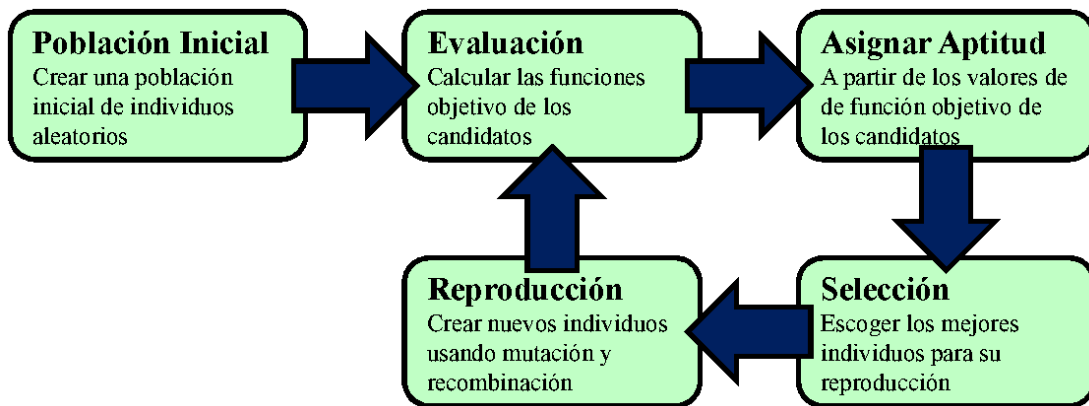 Población Inicial
Crear una población
inicial de individuos
aleatorios
Evaluación
Calcular las funciones
objetivo de los
candidatos
Asignar Aptitud
A partir de los valores de
de función objetivo de
los candidatos
Selección
Escoger los mejores
individuos para su
reproducción
Reproducción
Crear nuevos individuos
usando mutación y
recombinación